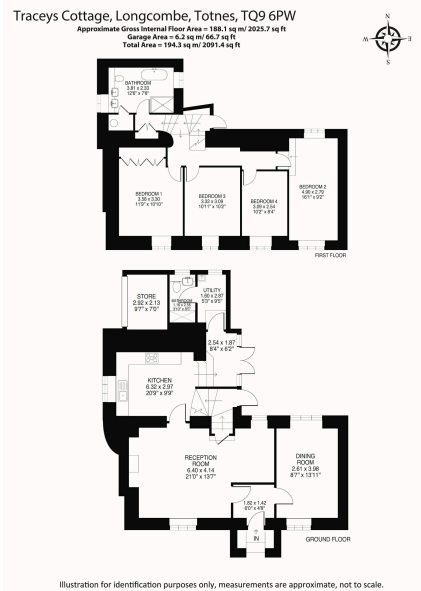 Traceys Cottage, Longcombe, Totnes, TQ9 6PW
Approximate Gross Internal Floor Area = 188.1 sq m/ 2025.7 sq ft
Garage Area = 6.2 sq m/ 66.7 sq ft
Total Area = 194.3 sq m/ 2091.4 sq ft
N
W
E
S
BATHROOM
3.81 x 2.33
12'6" x 7'8"
BEDROOM 1
3.58 x 3.30
11'9" x 10'10"
BEDROOM 3
3.32 x 3.09
10'11" x 10'2"
BEDROOM 4
3.09 x 2.54
10'2" x 8'4"
BEDROOM 2
4.90 x 2.79
16'1" x 9'2"
FIRST FLOOR
STORE
2.92 x 2.13
9'7" x 7'0"
BATHROOM
UTILITY
1.60 x 2.87
5'3" x 9'5"
2.54 x 1.87
8'4" x 6'2"
KITCHEN
6.32 x 2.97
20'9" x 9'9"
RECEPTION
ROOM
6.40 x 4.14
21'0" x 13'7"
DINING
ROOM
2.61 x 3.98
8'7" x 13'11"
1.82 x 1.42
6'0" x 4'8"
IN
GROUND FLOOR
Illustration for identification purposes only, measurements are approximate, not to scale.